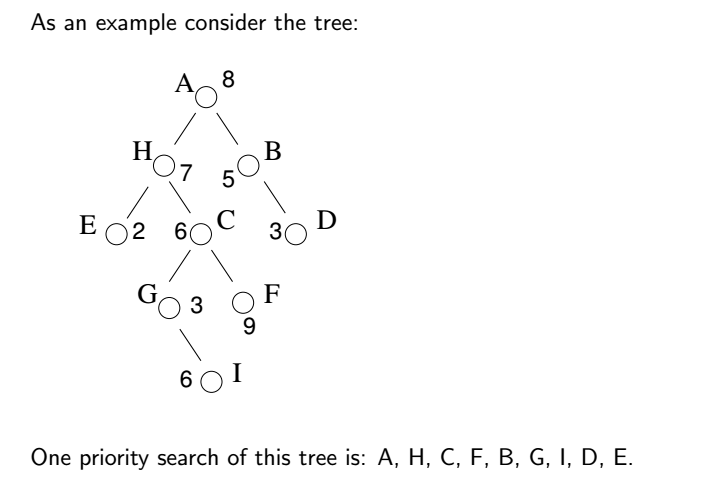 As an example consider the tree:
A 8
H 7 5 B
E 2 6 C 3 D
G 3 F
9
6 I
One priority search of this tree is: A, H, C, F, B, G, I, D, E.